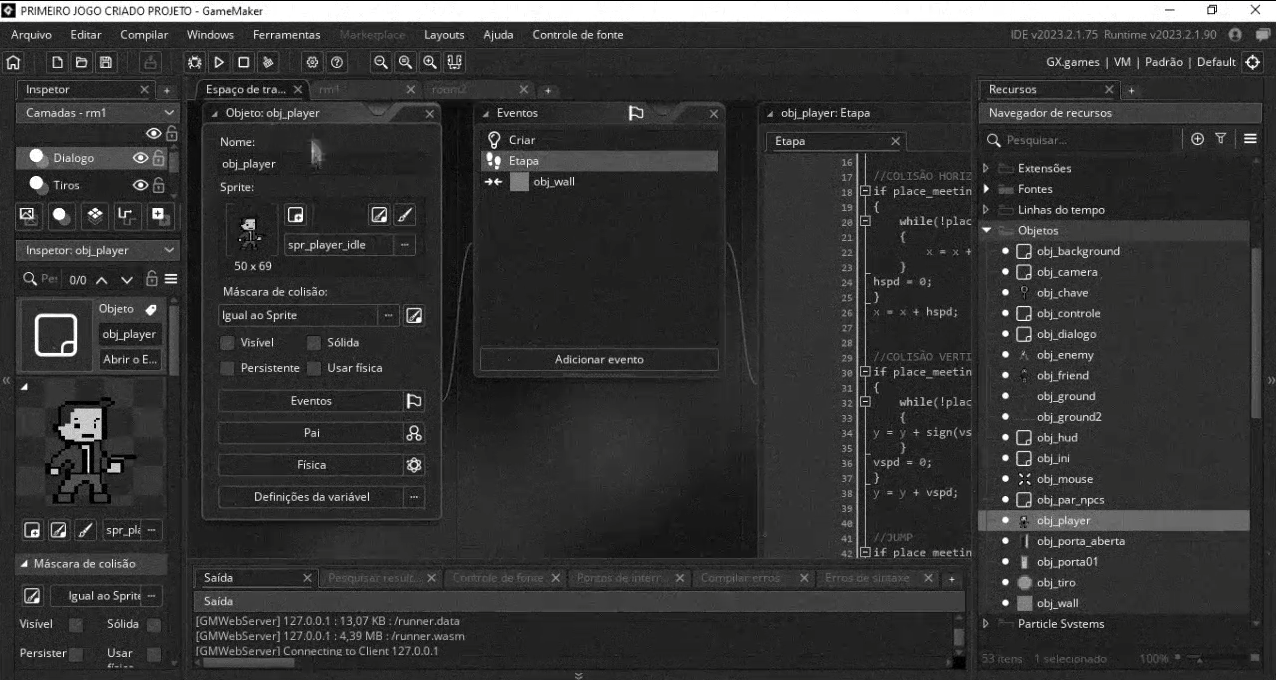 PRIMEIRO JOGO CRIADO PROJETO - GameMaker
Arquivo Editar Compilar Windows Ferramentas Marketplace Layouts Ajuda Controle de fonte
IDE v2023.2.1.75 Runtime v2023.2.1.90
GX.games | VM | Padrão | Default
Inspetor
Camadas - rm1
Dialogo
Tiros
Inspetor: obj_player
0/0
Objeto
obj_player
Abrir o E...
spr_pla ...
Máscara de colisão
Igual ao Sprite ...
Visível Sólida
Persister Usar
Espaço de tra... rm1 room2
Objeto: obj_player
Nome:
obj_player
Sprite:
spr_player_idle ...
50 x 69
Máscara de colisão:
Igual ao Sprite ...
Visível Sólida
Persistente Usar física
Eventos
Pai
Física
Definições da variável ...
Eventos
Criar
Etapa
obj_wall
Adicionar evento
obj_player: Etapa
Etapa
16
17 //COLISÃO HORIZ
18 if place_meetin
19 {
20 while(!plac
21 {
22 x = x +
23 }
24 hspd = 0;
25 }
26 x = x + hspd;
27
28
29 //COLISÃO VERTI
30 if place_meetin
31 {
32 while(!plac
33 {
34 y = y + sign(vs
35 }
36 vspd = 0;
37 }
38 y = y + vspd;
39
40
41 //JUMP
42 if place_meetin
Saída Pesquisar result... Controle de fonte Pontos de interr... Compilar erros Erros de sintaxe
Saída
[GMWebServer] 127.0.0.1 : 13,07 KB : /runner.data
[GMWebServer] 127.0.0.1 : 4,39 MB : /runner.wasm
[GMWebServer] Connecting to Client 127.0.0.1
Recursos
Navegador de recursos
Pesquisar...
Extensões
Fontes
Linhas do tempo
Objetos
obj_background
obj_camera
obj_chave
obj_controle
obj_dialogo
obj_enemy
obj_friend
obj_ground
obj_ground2
obj_hud
obj_ini
obj_mouse
obj_par_npcs
obj_player
obj_porta_aberta
obj_porta01
obj_tiro
obj_wall
Particle Systems
53 itens 1 selecionado 100%